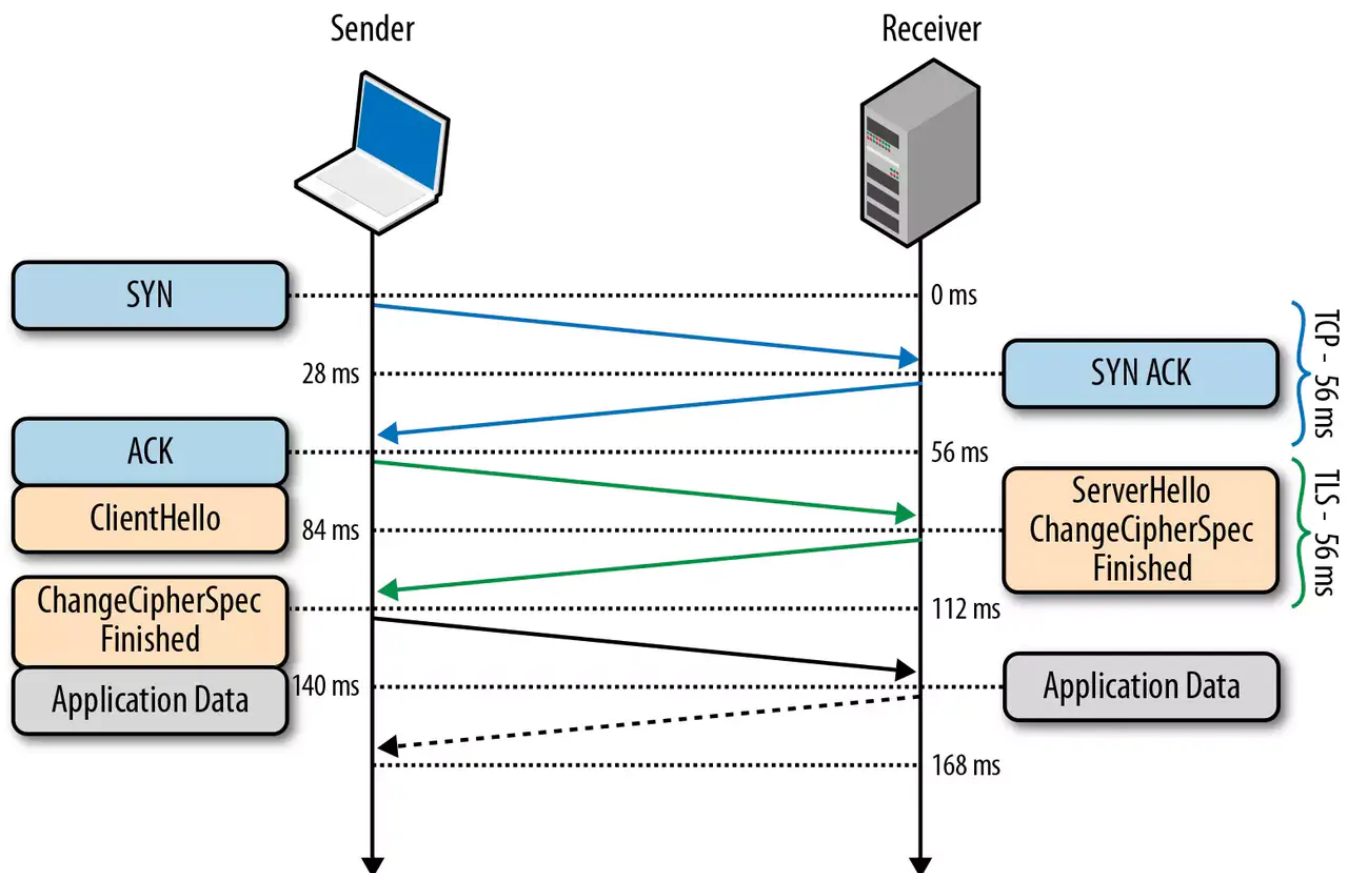 Sender
Receiver
SYN
0 ms
28 ms
SYN ACK
TCP - 56 ms
ACK
56 ms
ClientHello
84 ms
ServerHello
ChangeCipherSpec
Finished
TLS - 56 ms
ChangeCipherSpec
Finished
112 ms
Application Data
140 ms
Application Data
168 ms